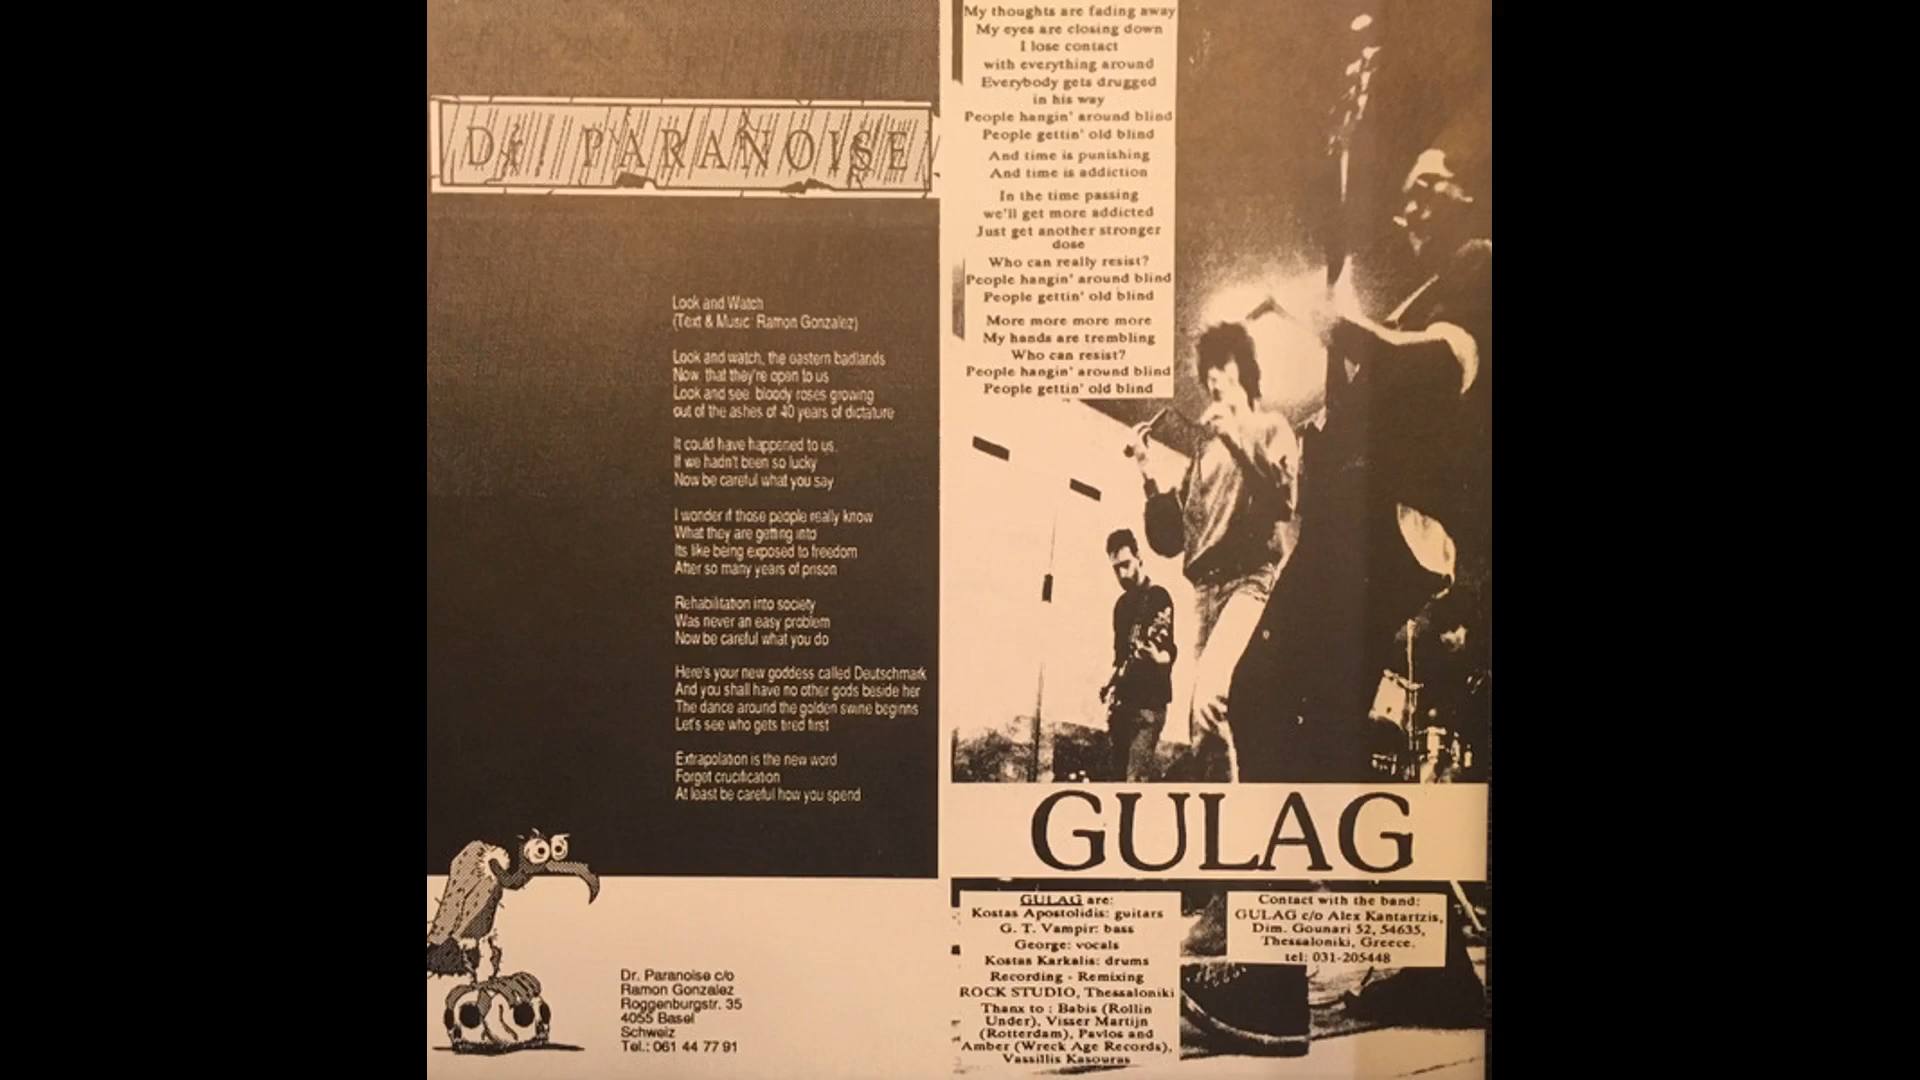 Dr. PARANOISE
Look and Watch
(Text & Music: Ramon Gonzalez)
Look and watch, the eastern badlands
Now, that they're open to us
Look and see: bloody roses growing
out of the ashes of 40 years of dictature
It could have happened to us,
If we hadn't been so lucky
Now be careful what you say
I wonder if those people really know
What they are getting into
Its like being exposed to freedom
After so many years of prison
Rehabilitation into society
Was never an easy problem
Now be careful what you do
Here's your new goddess called Deutschmark
And you shall have no other gods beside her
The dance around the golden swine beginns
Let's see who gets tired first
Extrapolation is the new word
Forget crucification
At least be careful how you spend
Dr. Paranoise c/o
Ramon Gonzalez
Roggenburgstr. 35
4055 Basel
Schweiz
Tel.: 061 44 77 91
My thoughts are fading away
My eyes are closing down
I lose contact
with everything around
Everybody gets drugged
in his way
People hangin' around blind
People gettin' old blind
And time is punishing
And time is addiction
In the time passing
we'll get more addicted
Just get another stronger
dose
Who can really resist?
People hangin' around blind
People gettin' old blind
More more more more
My hands are trembling
Who can resist?
People hangin' around blind
People gettin' old blind
GULAG
GULAG are:
Kostas Apostolidis: guitars
G. T. Vampir: bass
George: vocals
Kostas Karkalis: drums
Recording - Remixing
ROCK STUDIO, Thessaloniki
Thanx to : Babis (Rollin
Under), Visser Martijn
(Rotterdam), Pavlos and
Amber (Wreck Age Records),
Vassillis Kasouras
Contact with the band:
GULAG c/o Alex Kantartzis,
Dim. Gounari 52, 54635,
Thessaloniki, Greece.
tel: 031-205448